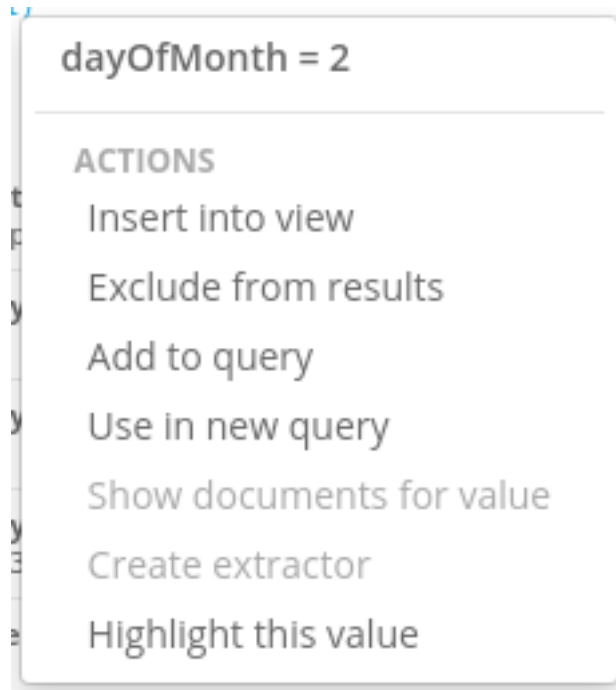 dayOfMonth = 2
ACTIONS
Insert into view
Exclude from results
Add to query
Use in new query
Show documents for value
Create extractor
Highlight this value